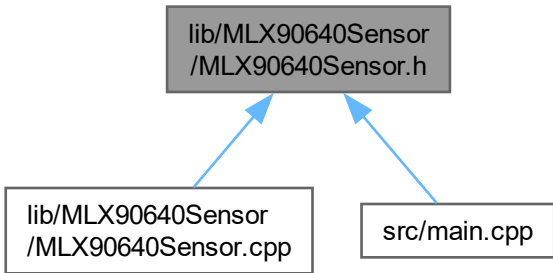 lib/MLX90640Sensor
/MLX90640Sensor.h
lib/MLX90640Sensor
/MLX90640Sensor.cpp
src/main.cpp